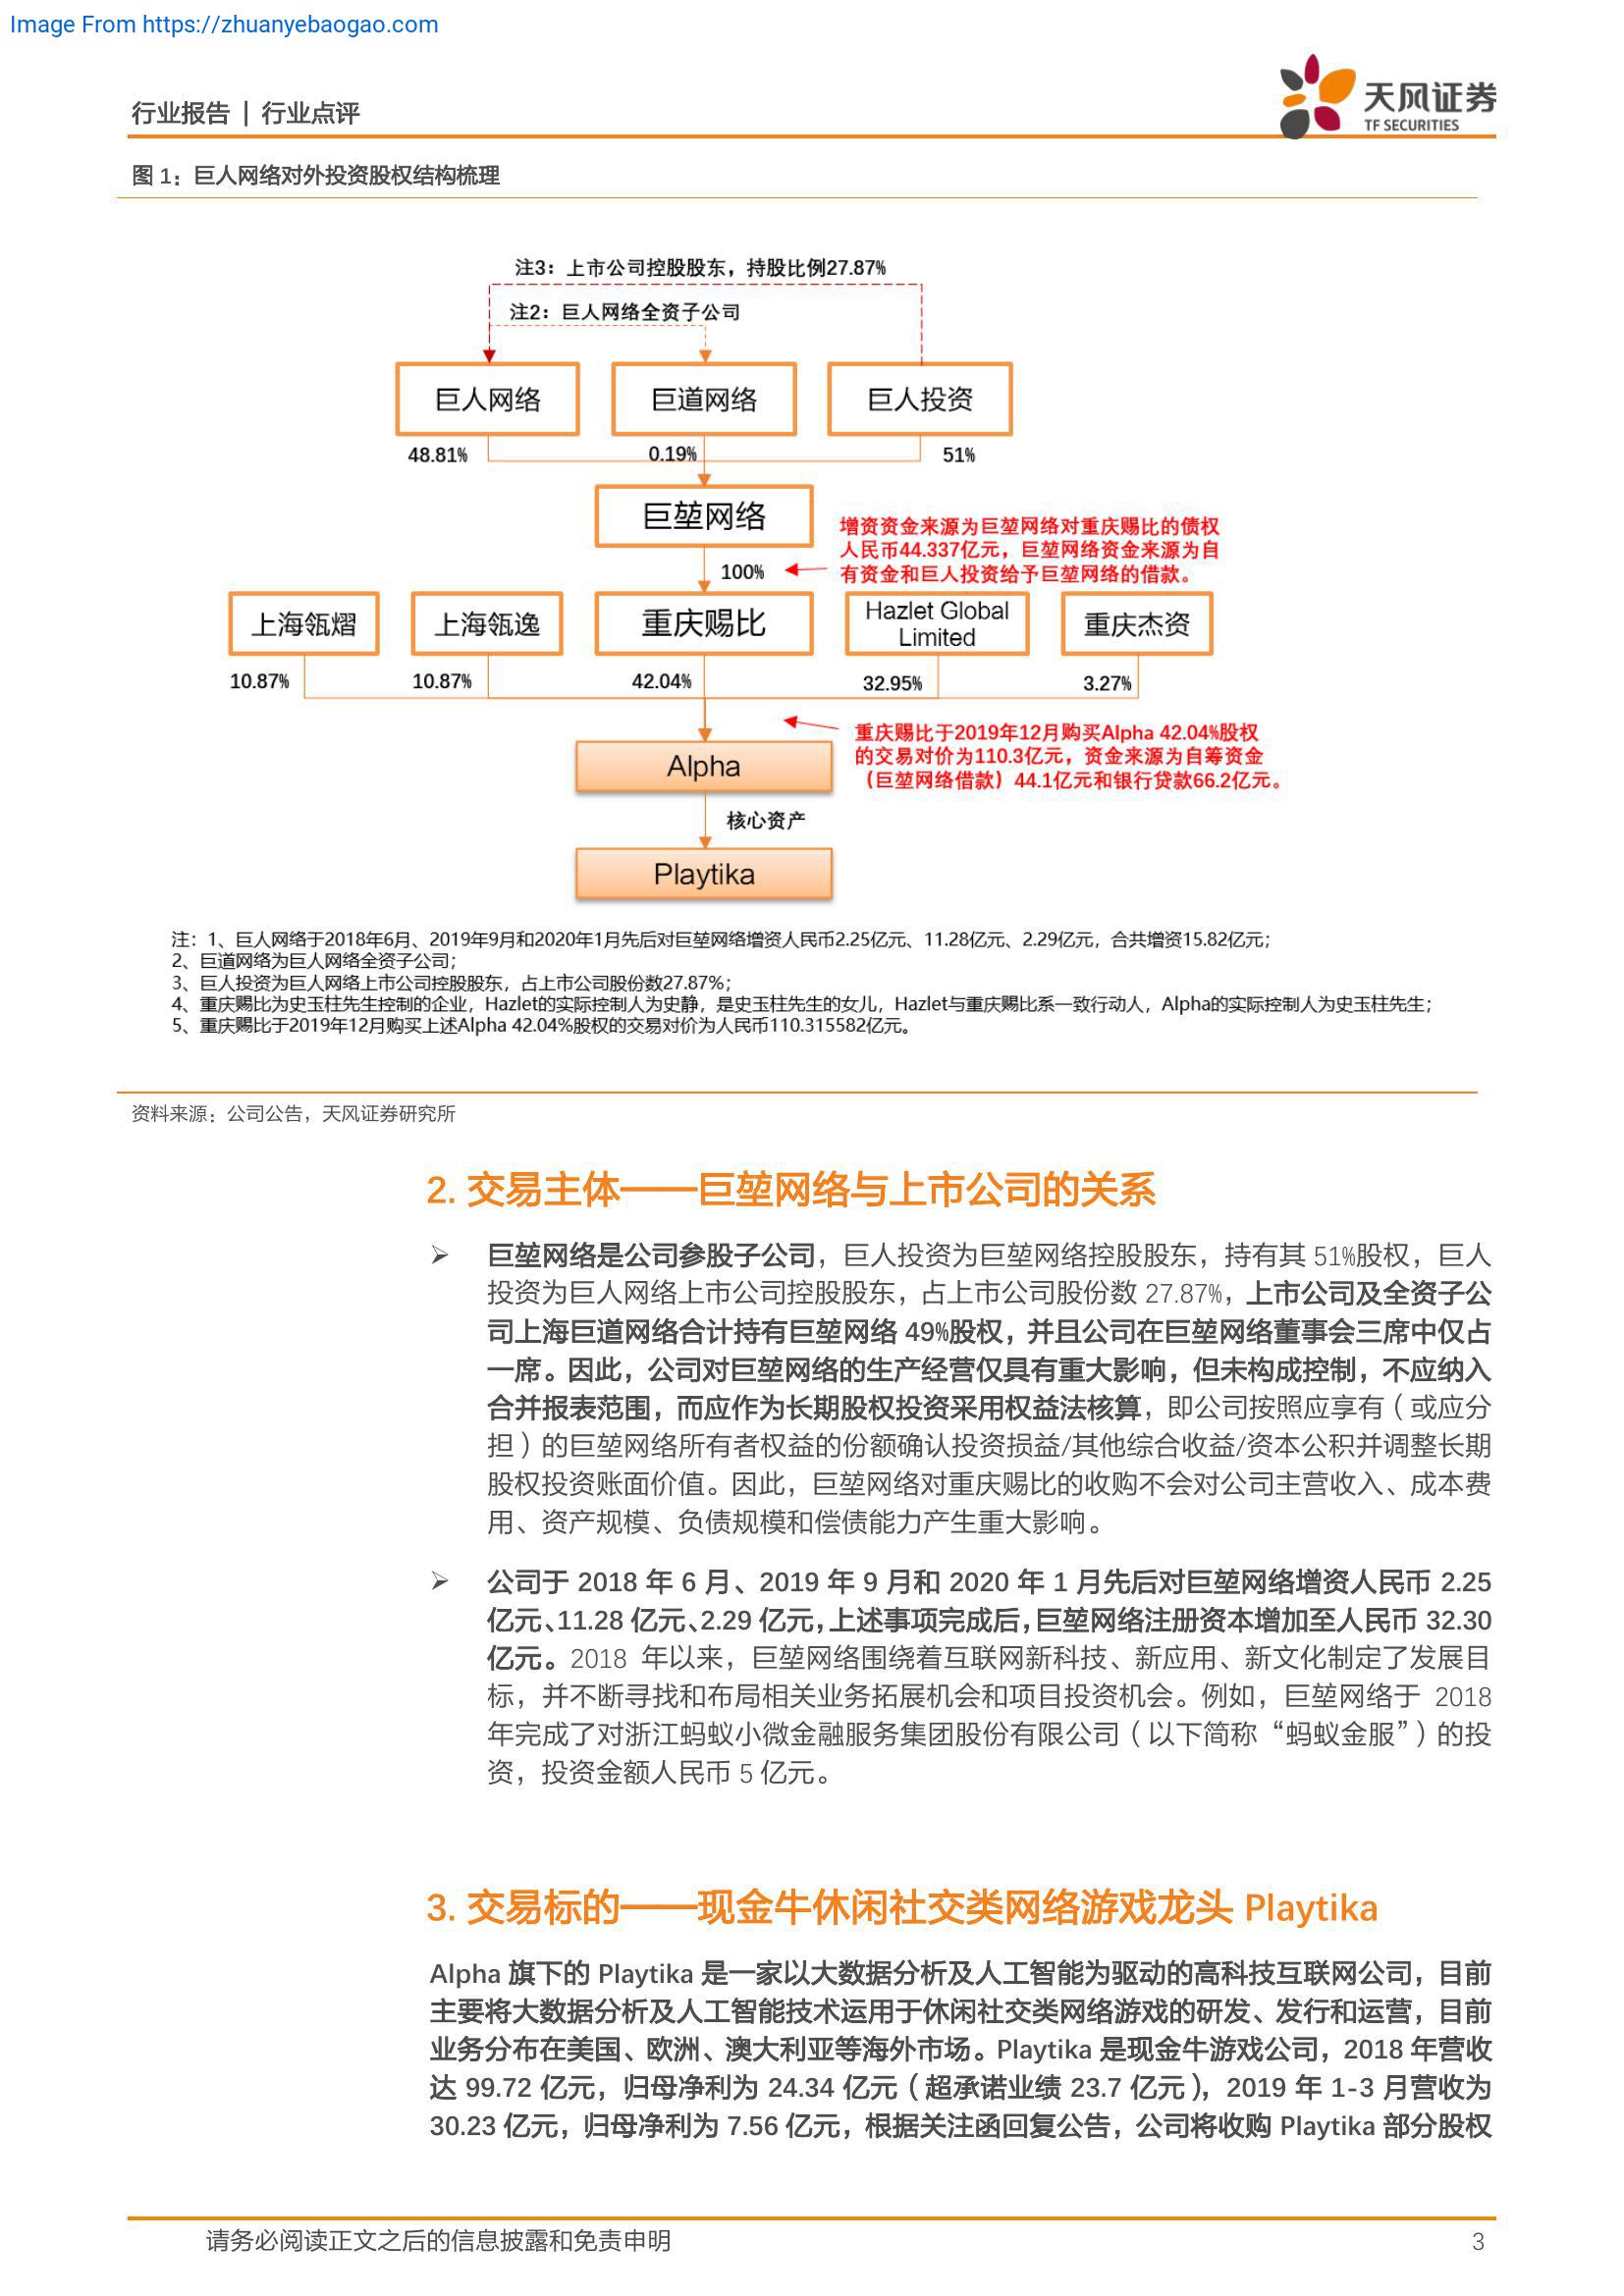 Image From https://zhuanyebaogao.com
行业报告 | 行业点评
天风证券
TF SECURITIES
图 1：巨人网络对外投资股权结构梳理
注3：上市公司控股股东，持股比例27.87%
注2：巨人网络全资子公司
巨人网络
巨道网络
巨人投资
48.81%
0.19%
51%
巨堃网络
增资资金来源为巨堃网络对重庆赐比的债权
人民币44.337亿元，巨堃网络资金来源为自
有资金和巨人投资给予巨堃网络的借款。
100%
上海瓴熠
上海瓴逸
重庆赐比
Hazlet Global
Limited
重庆杰资
10.87%
10.87%
42.04%
32.95%
3.27%
重庆赐比于2019年12月购买Alpha 42.04%股权
的交易对价为110.3亿元，资金来源为自筹资金
（巨堃网络借款）44.1亿元和银行贷款66.2亿元。
Alpha
核心资产
Playtika
注：1、巨人网络于2018年6月、2019年9月和2020年1月先后对巨堃网络增资人民币2.25亿元、11.28亿元、2.29亿元，合共增资15.82亿元；
2、巨道网络为巨人网络全资子公司；
3、巨人投资为巨人网络上市公司控股股东，占上市公司股份数27.87%；
4、重庆赐比为史玉柱先生控制的企业，Hazlet的实际控制人为史静，是史玉柱先生的女儿，Hazlet与重庆赐比系一致行动人，Alpha的实际控制人为史玉柱先生；
5、重庆赐比于2019年12月购买上述Alpha 42.04%股权的交易对价为人民币110.315582亿元。
资料来源：公司公告，天风证券研究所
2. 交易主体——巨堃网络与上市公司的关系
➢ 巨堃网络是公司参股子公司，巨人投资为巨堃网络控股股东，持有其 51%股权，巨人
投资为巨人网络上市公司控股股东，占上市公司股份数 27.87%，上市公司及全资子公
司上海巨道网络合计持有巨堃网络 49%股权，并且公司在巨堃网络董事会三席中仅占
一席。因此，公司对巨堃网络的生产经营仅具有重大影响，但未构成控制，不应纳入
合并报表范围，而应作为长期股权投资采用权益法核算，即公司按照应享有（或应分
担）的巨堃网络所有者权益的份额确认投资损益/其他综合收益/资本公积并调整长期
股权投资账面价值。因此，巨堃网络对重庆赐比的收购不会对公司主营收入、成本费
用、资产规模、负债规模和偿债能力产生重大影响。
➢ 公司于 2018 年 6 月、2019 年 9 月和 2020 年 1 月先后对巨堃网络增资人民币 2.25
亿元、11.28 亿元、2.29 亿元，上述事项完成后，巨堃网络注册资本增加至人民币 32.30
亿元。2018 年以来，巨堃网络围绕着互联网新科技、新应用、新文化制定了发展目
标，并不断寻找和布局相关业务拓展机会和项目投资机会。例如，巨堃网络于 2018
年完成了对浙江蚂蚁小微金融服务集团股份有限公司（以下简称“蚂蚁金服”）的投
资，投资金额人民币 5 亿元。
3. 交易标的——现金牛休闲社交类网络游戏龙头 Playtika
Alpha 旗下的 Playtika 是一家以大数据分析及人工智能为驱动的高科技互联网公司，目前
主要将大数据分析及人工智能技术运用于休闲社交类网络游戏的研发、发行和运营，目前
业务分布在美国、欧洲、澳大利亚等海外市场。Playtika 是现金牛游戏公司，2018 年营收
达 99.72 亿元，归母净利为 24.34 亿元（超承诺业绩 23.7 亿元），2019 年 1-3 月营收为
30.23 亿元，归母净利为 7.56 亿元，根据关注函回复公告，公司将收购 Playtika 部分股权
请务必阅读正文之后的信息披露和免责申明
3